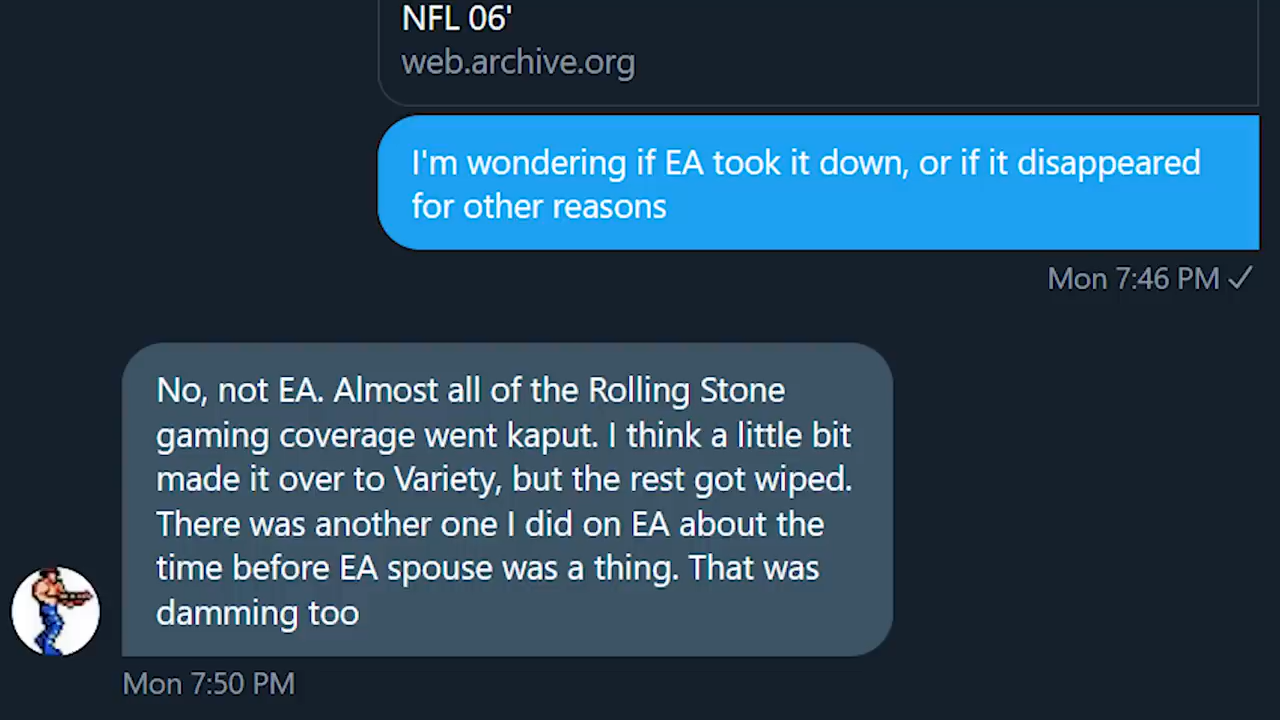 NFL 06'
web.archive.org
I'm wondering if EA took it down, or if it disappeared
for other reasons
Mon 7:46 PM ✓
No, not EA. Almost all of the Rolling Stone
gaming coverage went kaput. I think a little bit
made it over to Variety, but the rest got wiped.
There was another one I did on EA about the
time before EA spouse was a thing. That was
damming too
Mon 7:50 PM